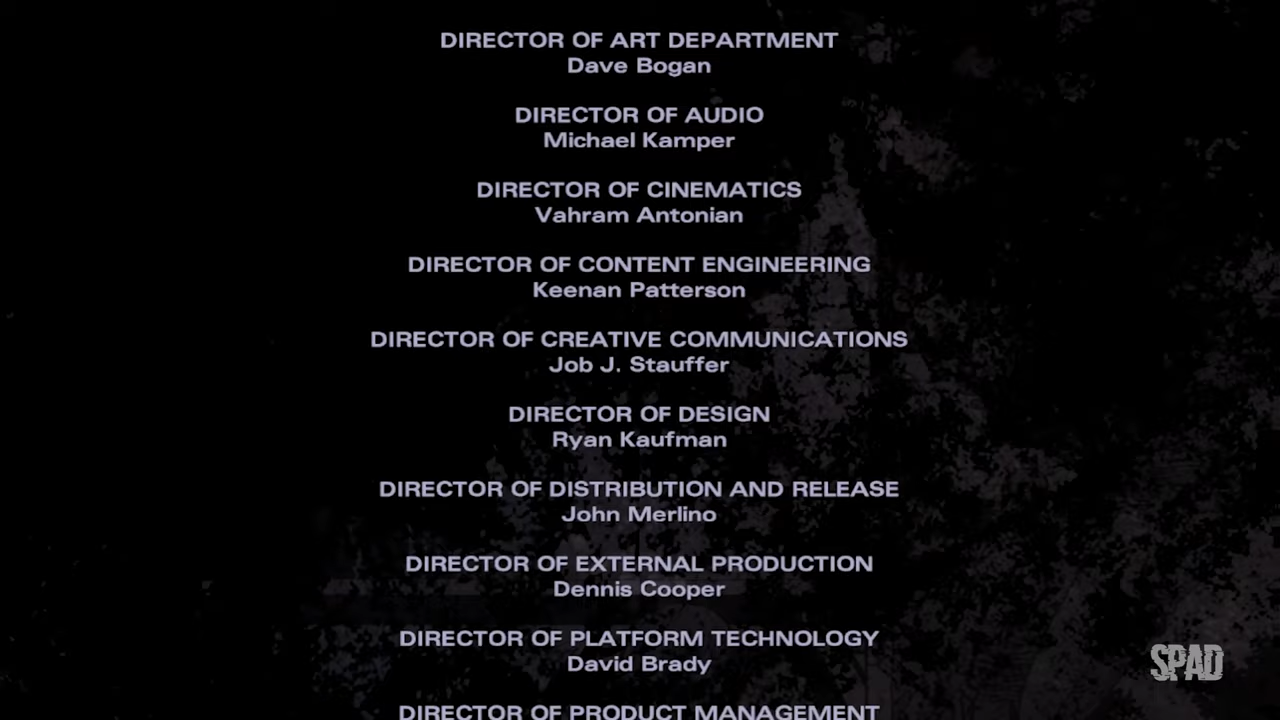 DIRECTOR OF ART DEPARTMENT
Dave Bogan
DIRECTOR OF AUDIO
Michael Kamper
DIRECTOR OF CINEMATICS
Vahram Antonian
DIRECTOR OF CONTENT ENGINEERING
Keenan Patterson
DIRECTOR OF CREATIVE COMMUNICATIONS
Job J. Stauffer
DIRECTOR OF DESIGN
Ryan Kaufman
DIRECTOR OF DISTRIBUTION AND RELEASE
John Merlino
DIRECTOR OF EXTERNAL PRODUCTION
Dennis Cooper
DIRECTOR OF PLATFORM TECHNOLOGY
David Brady
SPAD
DIRECTOR OF PRODUCT MANAGEMENT